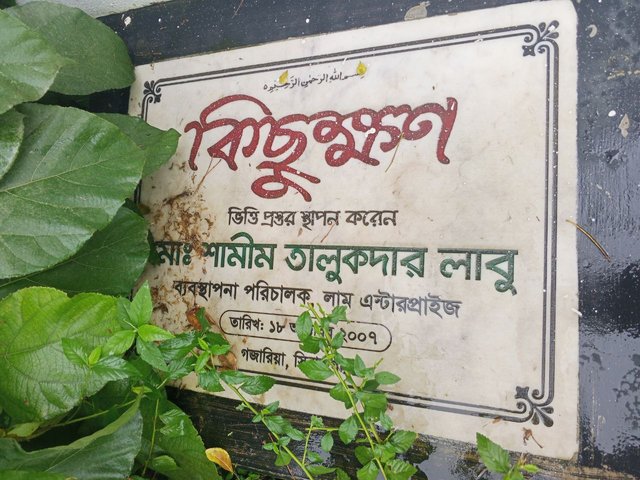 بسم الله الرحمن الرحيم
কিছুক্ষণ
ভিত্তি প্রস্তর স্থাপন করেন
মোঃ শামীম তালুকদার লাবু
ব্যবস্থাপনা পরিচালক, লাম এন্টারপ্রাইজ
তারিখ: ১৮ ২০০৭
গজারিয়া,